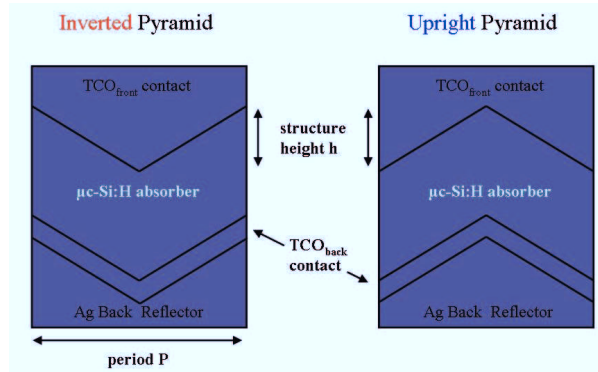 Inverted Pyramid
Upright Pyramid
TCOfront contact
TCOfront contact
structure
height h
μc-Si:H absorber
μc-Si:H absorber
TCOback
contact
Ag Back Reflector
Ag Back Reflector
period P